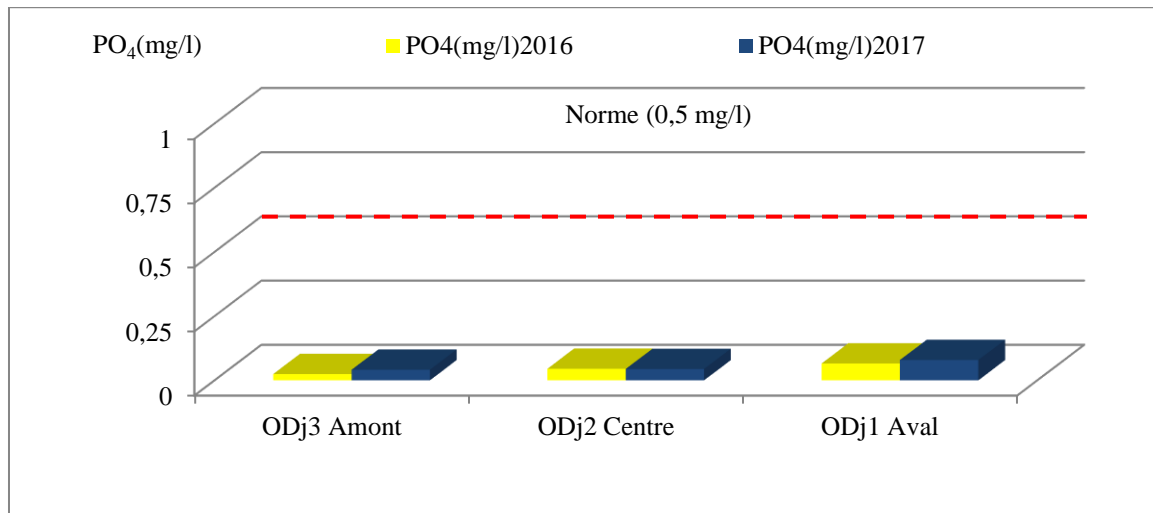 PO₄(mg/l) PO4(mg/l)2016 PO4(mg/l)2017
Norme (0,5 mg/l)
1
0,75
0,5
0,25
0
ODj3 Amont ODj2 Centre ODj1 Aval